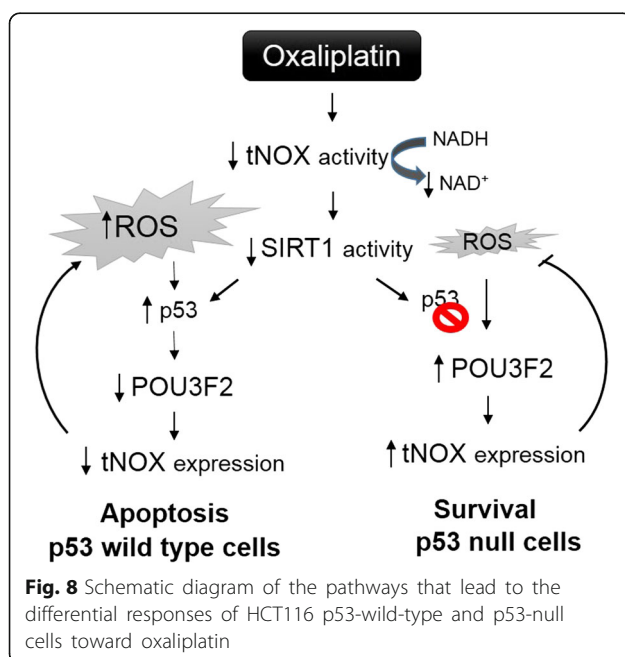 Oxaliplatin
↓ tNOX activity
NADH
↓ NAD+
↑ROS
↓ SIRT1 activity
ROS
↑ p53
p53
↓ POU3F2
↑ POU3F2
↓ tNOX expression
↑ tNOX expression
Apoptosis
p53 wild type cells
Survival
p53 null cells
Fig. 8 Schematic diagram of the pathways that lead to the
differential responses of HCT116 p53-wild-type and p53-null
cells toward oxaliplatin